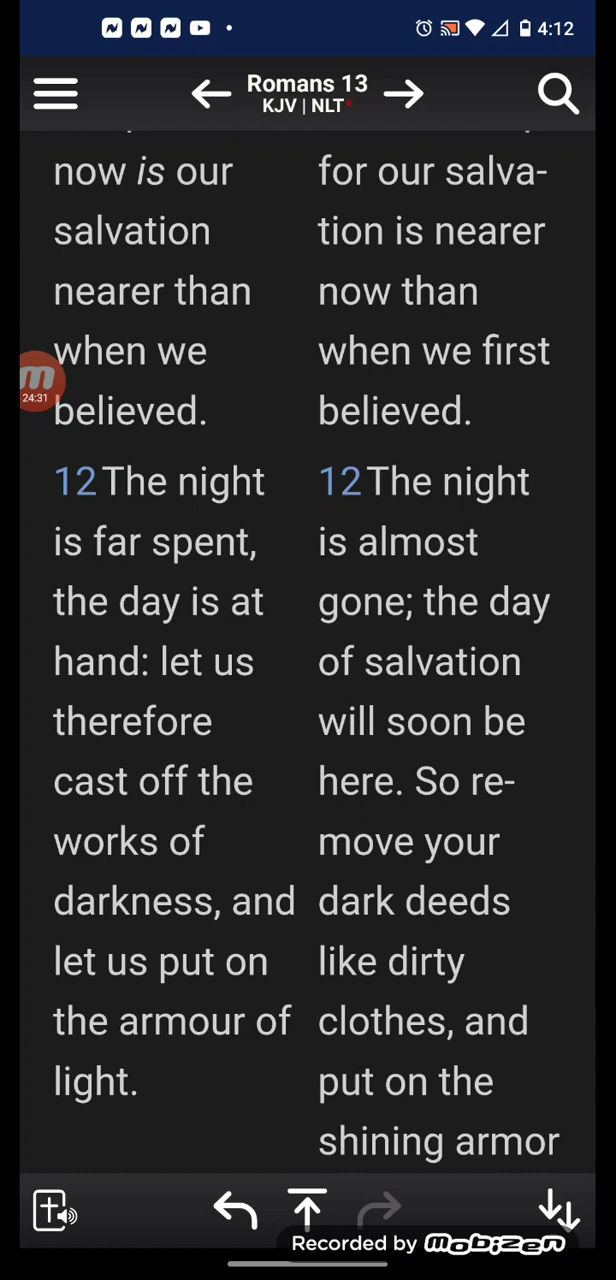 4:12
Romans 13
KJV | NLT*
now is our
salvation
nearer than
when we
believed.
12 The night
is far spent,
the day is at
hand: let us
therefore
cast off the
works of
darkness, and
let us put on
the armour of
light.
for our salva-
tion is nearer
now than
when we first
believed.
12 The night
is almost
gone; the day
of salvation
will soon be
here. So re-
move your
dark deeds
like dirty
clothes, and
put on the
shining armor
24:31
Recorded by mobizen